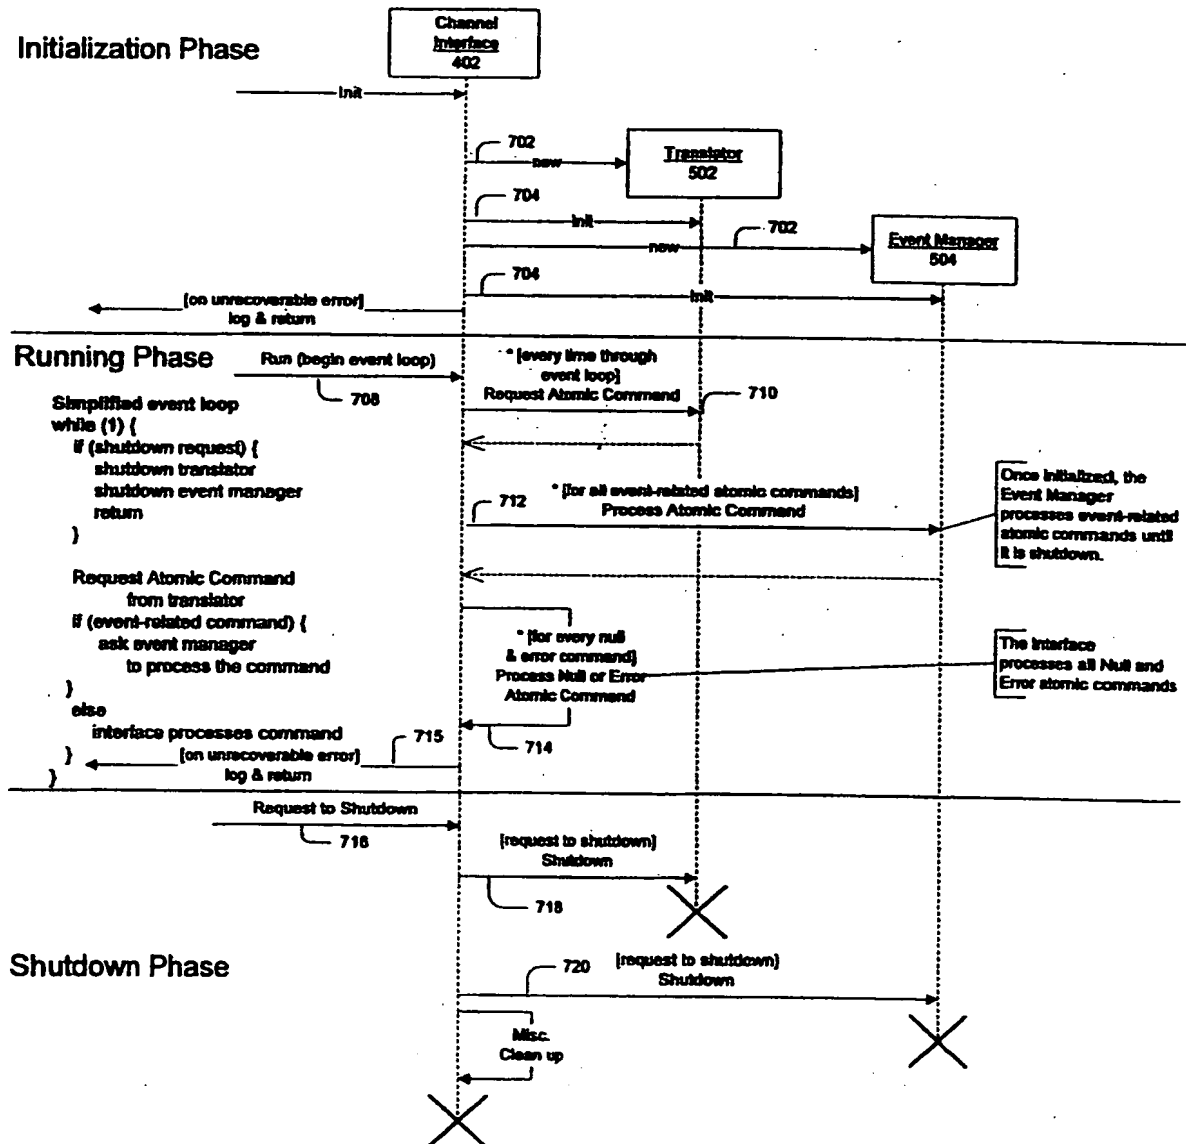 Channel
Interface
402
Initialization Phase
Init
702
new
Translator
502
704
Init
702
new
Event Manager
504
704
Init
[on unrecoverable error]
log & return
Running Phase
Run (begin event loop)
708
* [every time through
event loop]
Request Atomic Command
710
Simplified event loop
while (1) {
if (shutdown request) {
shutdown translator
shutdown event manager
return
}
712
* [for all event-related atomic commands]
Process Atomic Command
Once initialized, the
Event Manager
processes event-related
atomic commands until
it is shutdown.
Request Atomic Command
from translator
if (event-related command) {
ask event manager
to process the command
}
else
interface processes command
}
}
* [for every null
& error command]
Process Null or Error
Atomic Command
The Interface
processes all Null and
Error atomic commands
714
715
[on unrecoverable error]
log & return
Request to Shutdown
716
[request to shutdown]
Shutdown
718
Shutdown Phase
720
[request to shutdown]
Shutdown
Misc.
Clean up